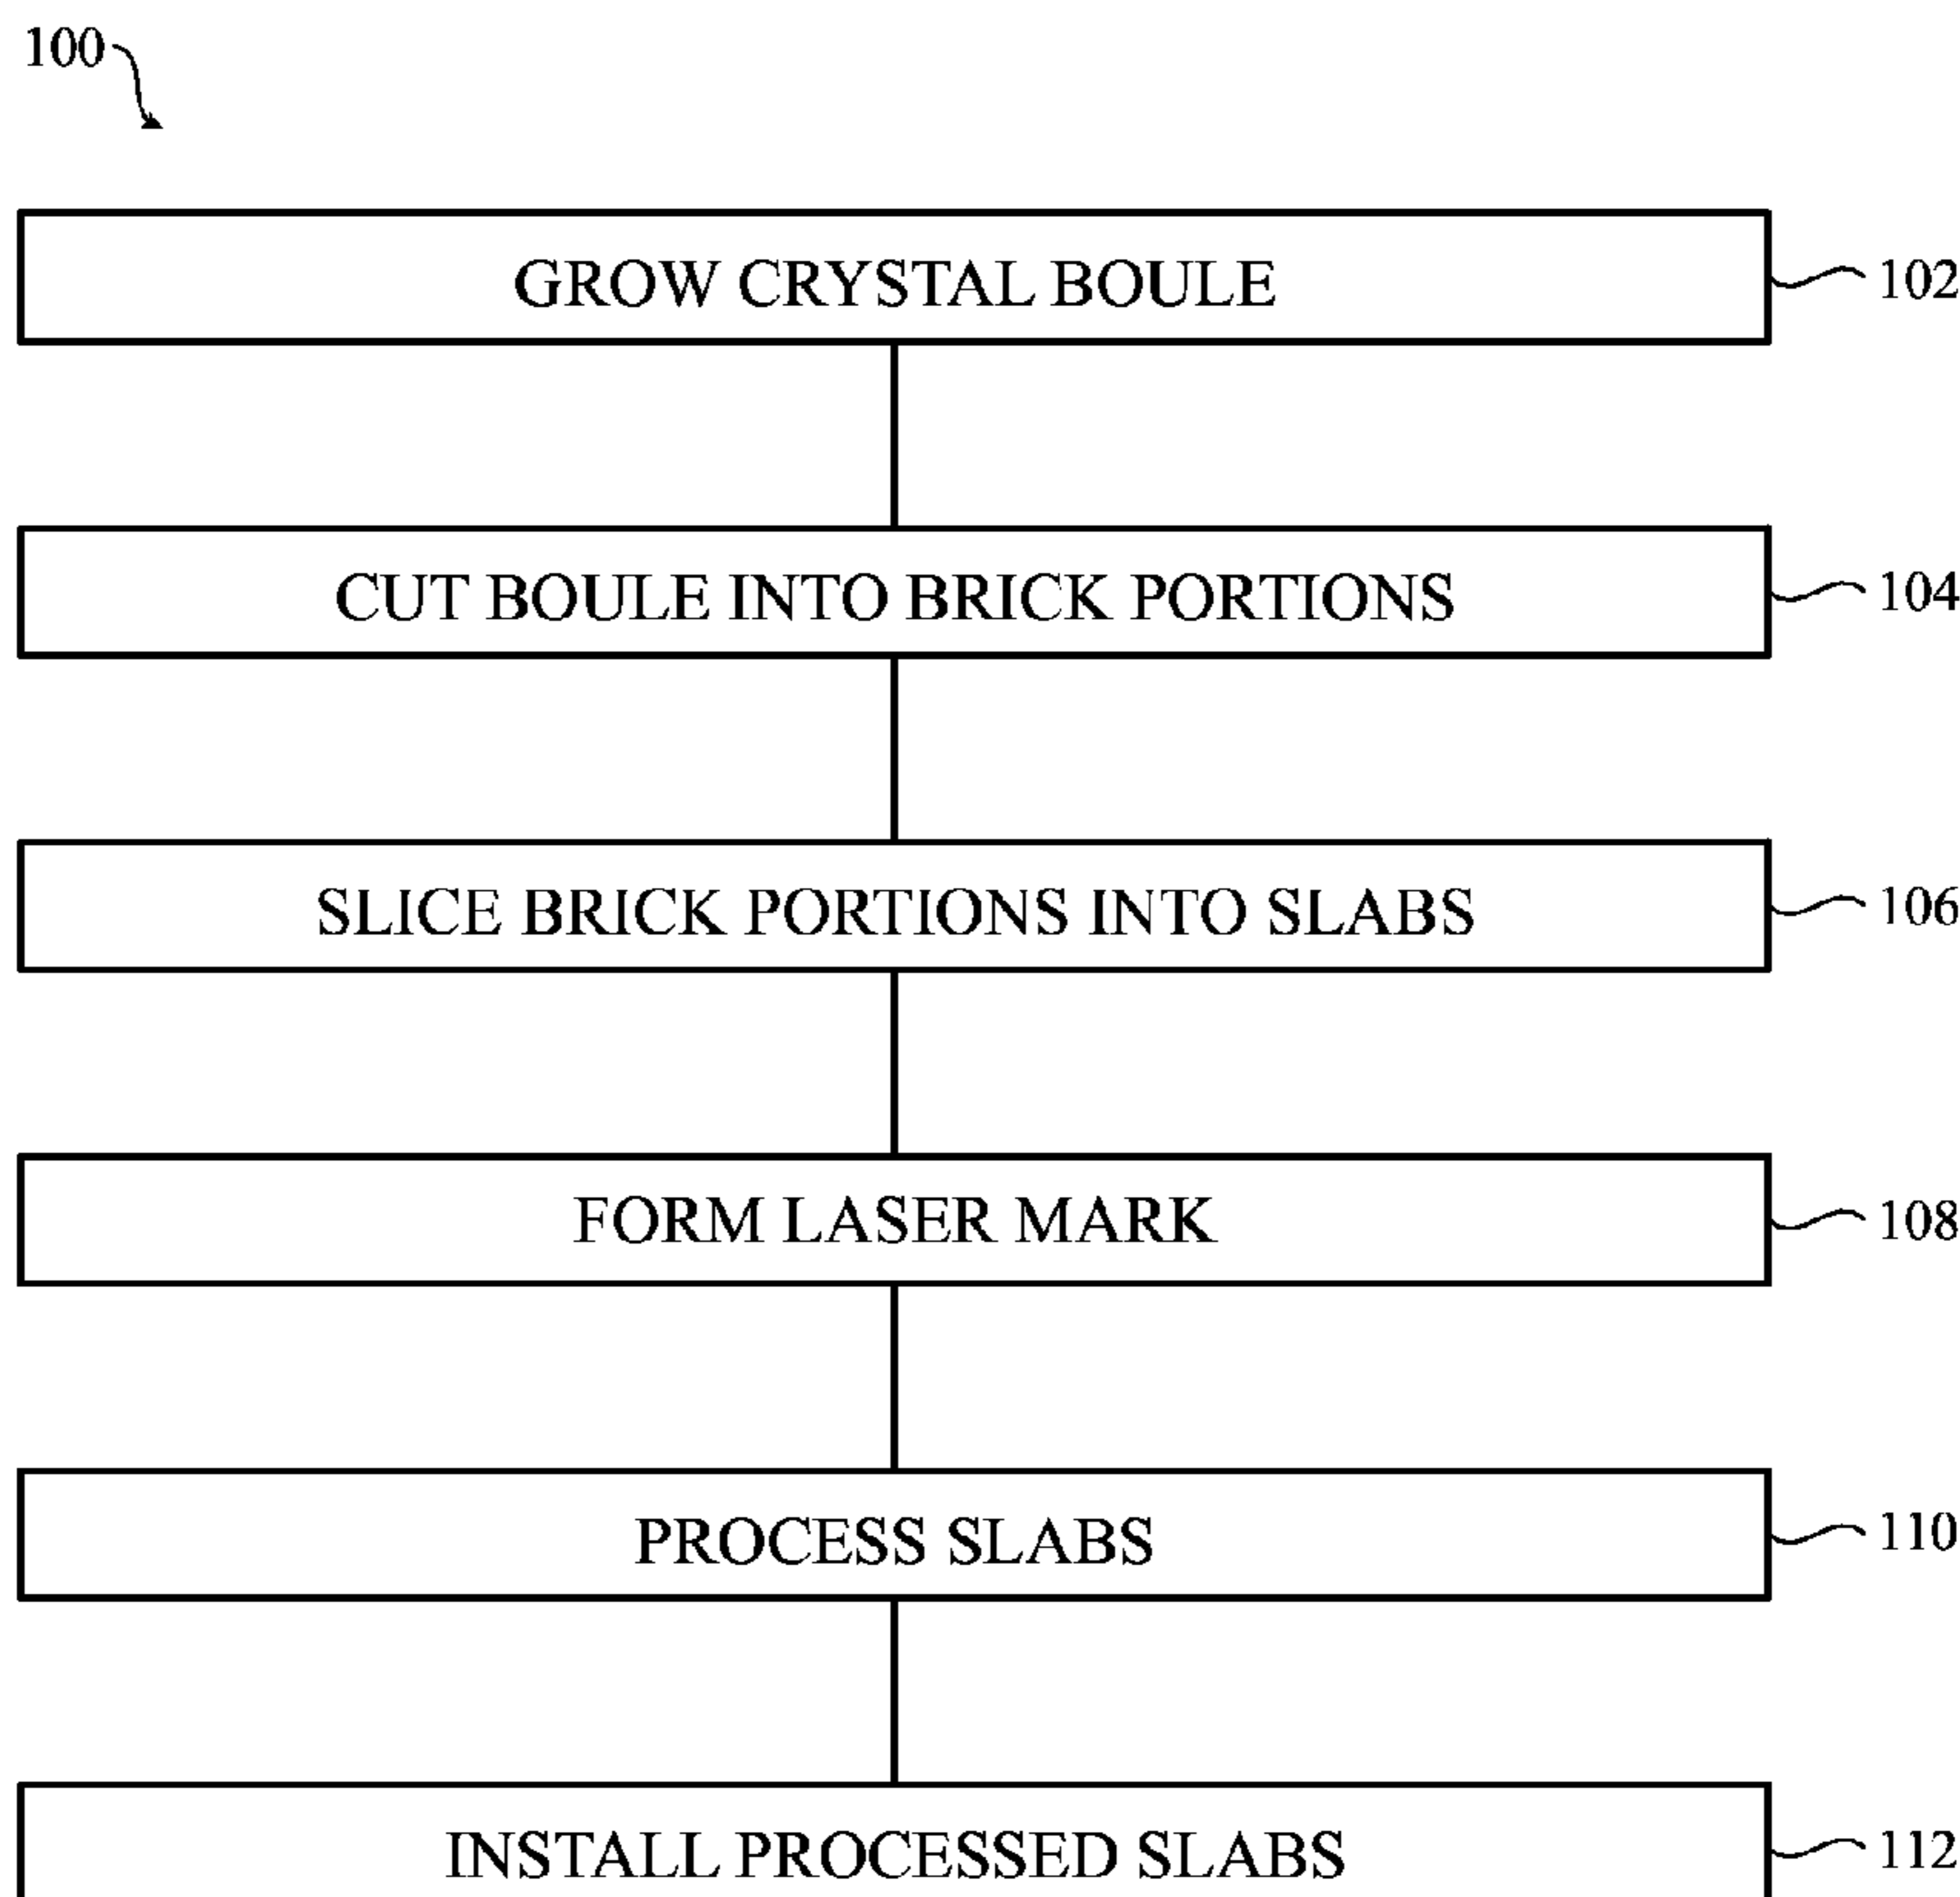 100
GROW CRYSTAL BOULE 102
CUT BOULE INTO BRICK PORTIONS 104
SLICE BRICK PORTIONS INTO SLABS 106
FORM LASER MARK 108
PROCESS SLABS 110
INSTALL PROCESSED SLABS 112